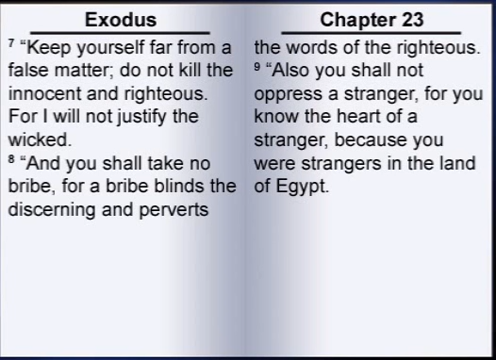 Exodus
⁷ “Keep yourself far from a
false matter; do not kill the
innocent and righteous.
For I will not justify the
wicked.
⁸ “And you shall take no
bribe, for a bribe blinds the
discerning and perverts
Chapter 23
the words of the righteous.
⁹ “Also you shall not
oppress a stranger, for you
know the heart of a
stranger, because you
were strangers in the land
of Egypt.